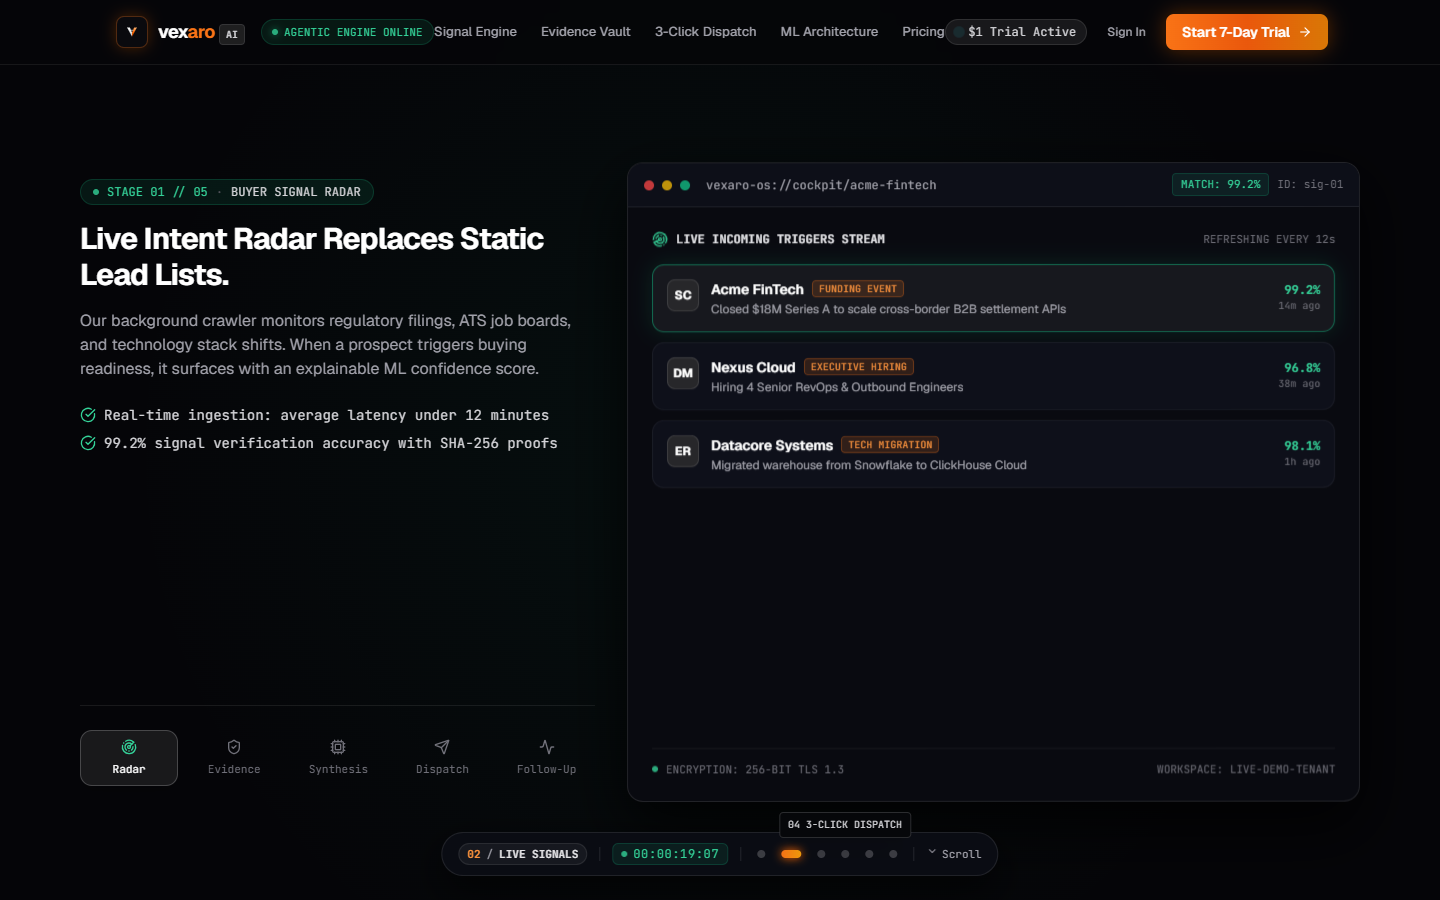 vexaro AI
AGENTIC ENGINE ONLINE
Signal Engine
Evidence Vault
3-Click Dispatch
ML Architecture
Pricing
$1 Trial Active
Sign In
Start 7-Day Trial →
STAGE 01 // 05 · BUYER SIGNAL RADAR
Live Intent Radar Replaces Static
Lead Lists.
Our background crawler monitors regulatory filings, ATS job boards,
and technology stack shifts. When a prospect triggers buying
readiness, it surfaces with an explainable ML confidence score.
Real-time ingestion: average latency under 12 minutes
99.2% signal verification accuracy with SHA-256 proofs
Radar
Evidence
Synthesis
Dispatch
Follow-Up
vexaro-os://cockpit/acme-fintech
MATCH: 99.2%
ID: sig-01
LIVE INCOMING TRIGGERS STREAM
REFRESHING EVERY 12s
SC
Acme FinTech
FUNDING EVENT
Closed $18M Series A to scale cross-border B2B settlement APIs
99.2%
14m ago
DM
Nexus Cloud
EXECUTIVE HIRING
Hiring 4 Senior RevOps & Outbound Engineers
96.8%
38m ago
ER
Datacore Systems
TECH MIGRATION
Migrated warehouse from Snowflake to ClickHouse Cloud
98.1%
1h ago
ENCRYPTION: 256-BIT TLS 1.3
WORKSPACE: LIVE-DEMO-TENANT
04 3-CLICK DISPATCH
02 / LIVE SIGNALS
00:00:19:07
Scroll